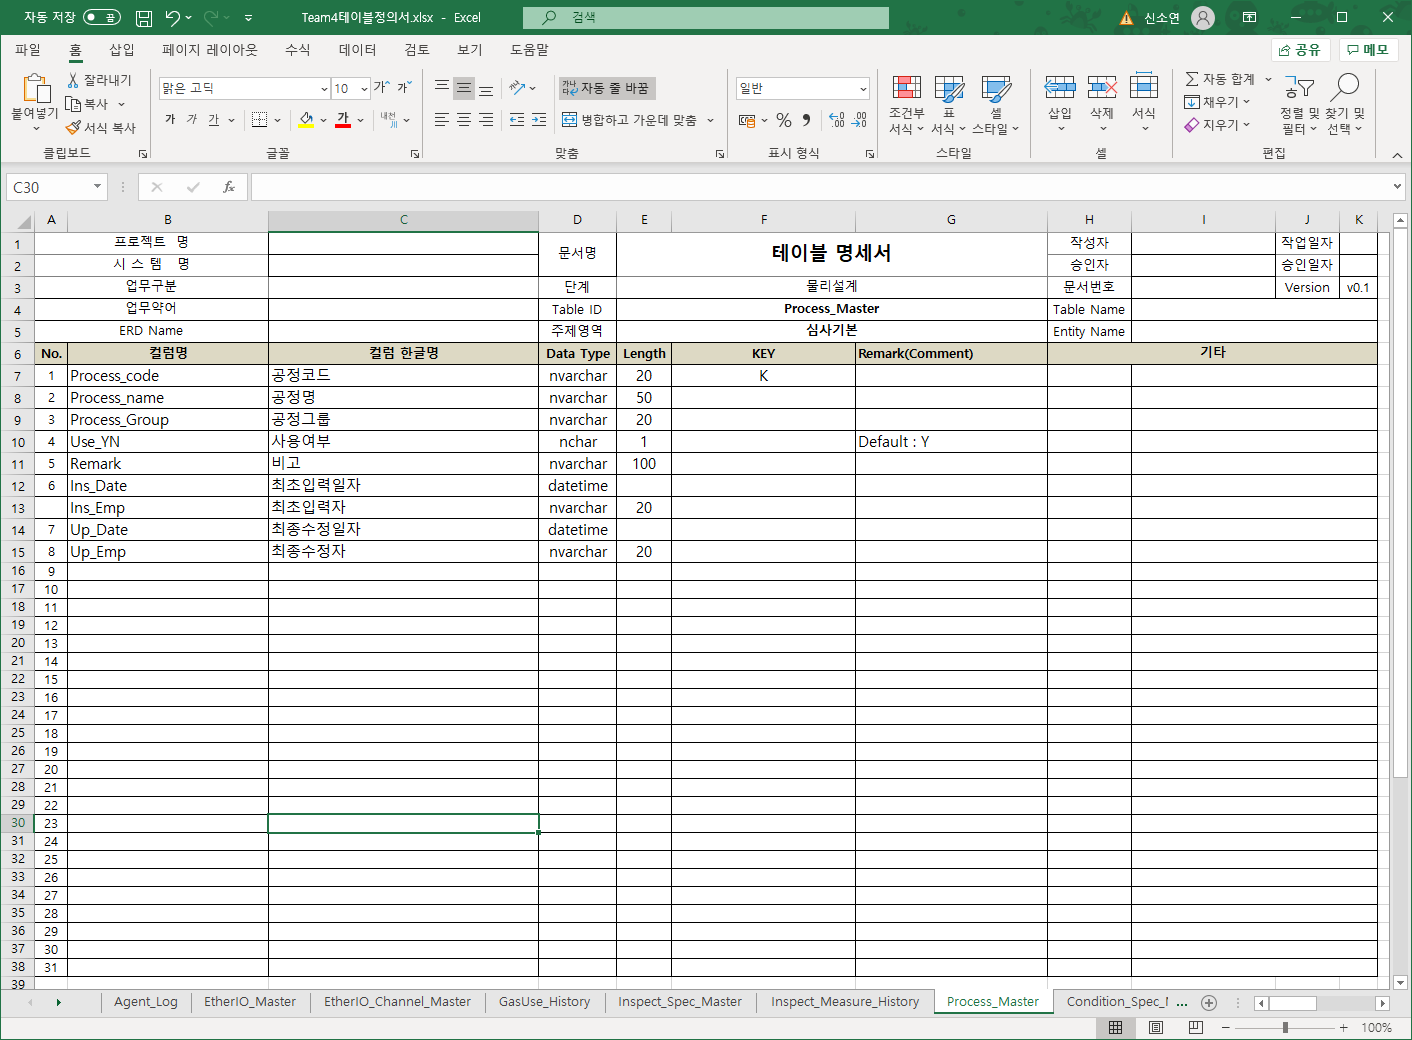 자동 저장 끔 Team4테이블정의서.xlsx - Excel 검색 신소연
파일 홈 삽입 페이지 레이아웃 수식 데이터 검토 보기 도움말 공유 메모
붙여넣기 잘라내기 복사 서식 복사 클립보드
맑은 고딕 10 가^ 가ˇ 가 가 가 가 내천 글꼴
자동 줄 바꿈 병합하고 가운데 맞춤 맞춤
일반 % 표시 형식
조건부 서식 표 서식 셀 스타일 스타일
삽입 삭제 서식 셀
자동 합계 채우기 지우기 정렬 및 필터 찾기 및 선택 편집
C30 fx
A B C D E F G H I J K
1 프로젝트 명 문서명 테이블 명세서 작성자 작업일자
2 시 스 템 명 승인자 승인일자
3 업무구분 단계 물리설계 문서번호 Version v0.1
4 업무약어 Table ID Process_Master Table Name
5 ERD Name 주제영역 심사기본 Entity Name
6 No. 컬럼명 컬럼 한글명 Data Type Length KEY Remark(Comment) 기타
7 1 Process_code 공정코드 nvarchar 20 K
8 2 Process_name 공정명 nvarchar 50
9 3 Process_Group 공정그룹 nvarchar 20
10 4 Use_YN 사용여부 nchar 1 Default : Y
11 5 Remark 비고 nvarchar 100
12 6 Ins_Date 최초입력일자 datetime
13 Ins_Emp 최초입력자 nvarchar 20
14 7 Up_Date 최종수정일자 datetime
15 8 Up_Emp 최종수정자 nvarchar 20
16 9
17 10
18 11
19 12
20 13
21 14
22 15
23 16
24 17
25 18
26 19
27 20
28 21
29 22
30 23
31 24
32 25
33 26
34 27
35 28
36 29
37 30
38 31
39
Agent_Log EtherIO_Master EtherIO_Channel_Master GasUse_History Inspect_Spec_Master Inspect_Measure_History Process_Master Condition_Spec_M ...
100%